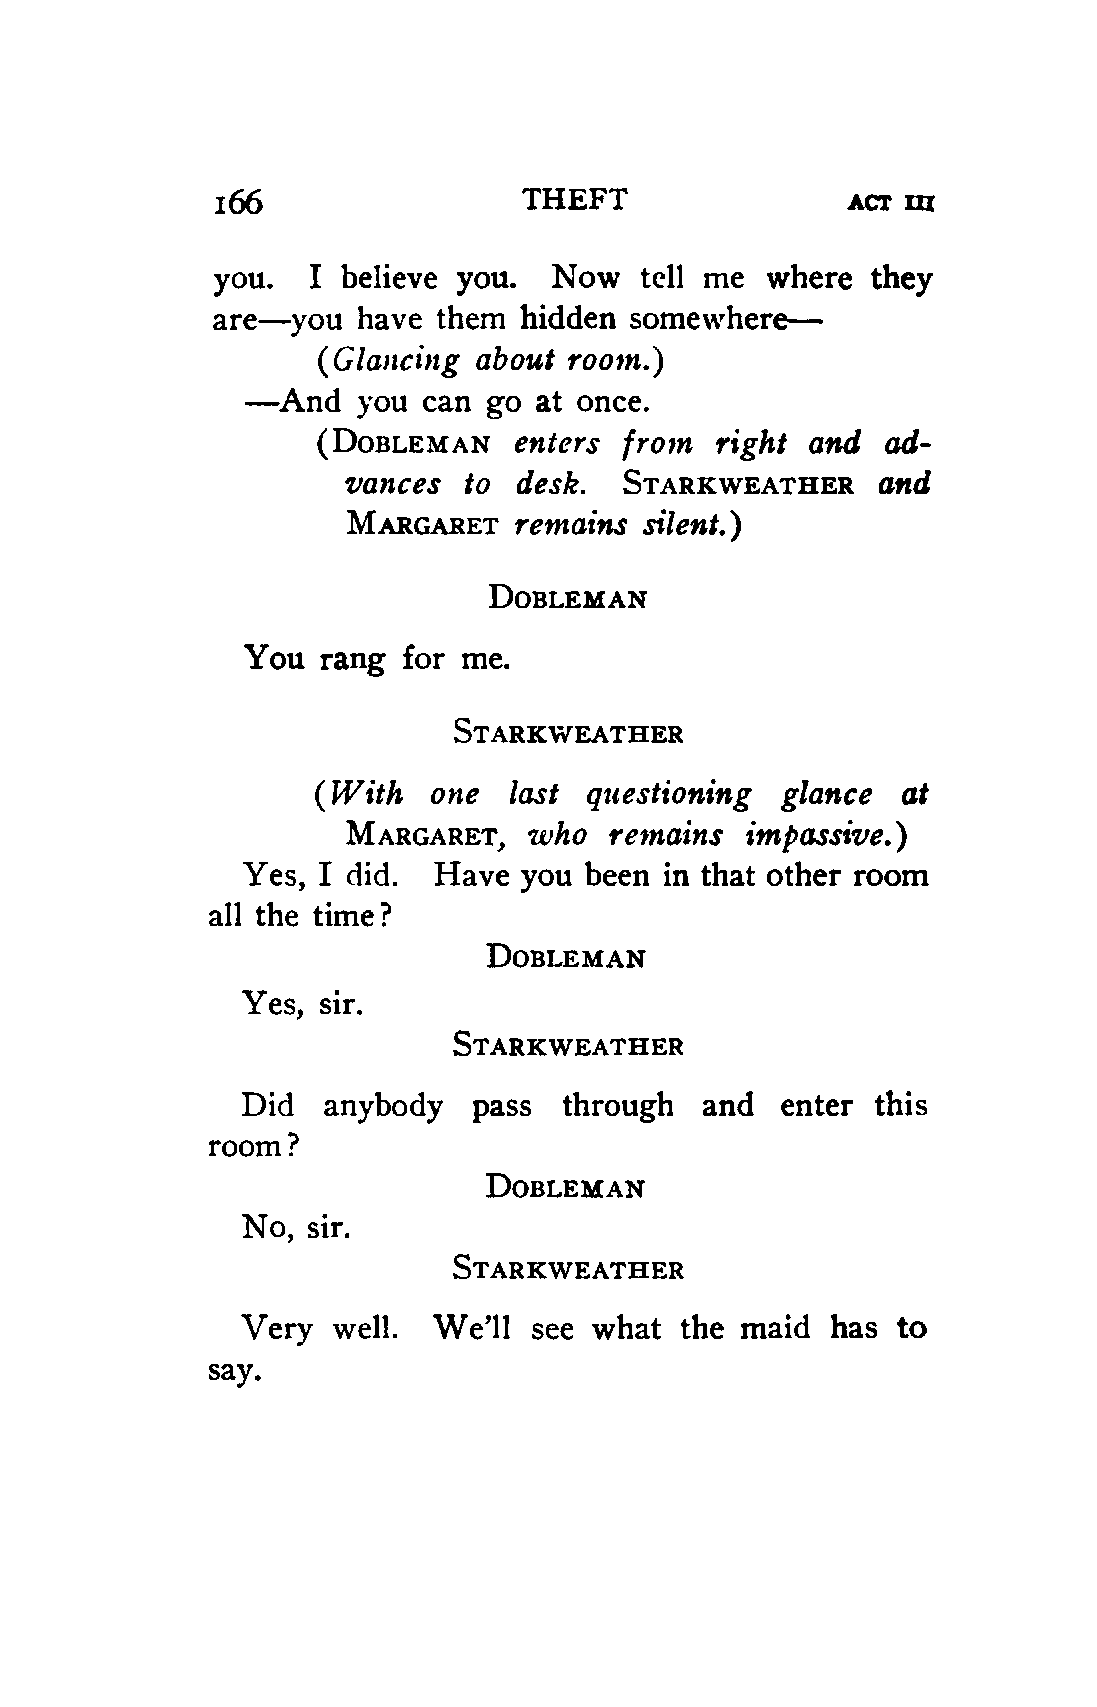 166 THEFT ACT III
you. I believe you. Now tell me where they
are—you have them hidden somewhere—
(Glancing about room.)
—And you can go at once.
(DOBLEMAN enters from right and ad-
vances to desk. STARKWEATHER and
MARGARET remains silent.)
DOBLEMAN
You rang for me.
STARKWEATHER
(With one last questioning glance at
MARGARET, who remains impassive.)
Yes, I did. Have you been in that other room
all the time?
DOBLEMAN
Yes, sir.
STARKWEATHER
Did anybody pass through and enter this
room?
DOBLEMAN
No, sir.
STARKWEATHER
Very well. We'll see what the maid has to
say.